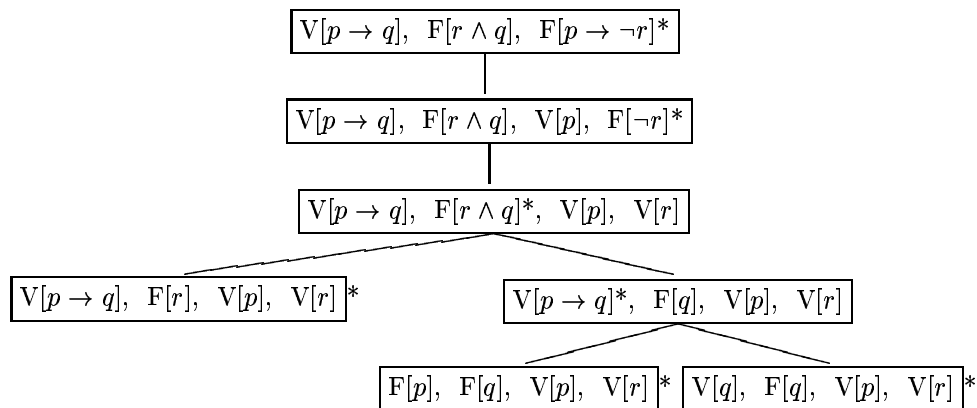 V[p → q], F[r ∧ q], F[p → ¬r]*
V[p → q], F[r ∧ q], V[p], F[¬r]*
V[p → q], F[r ∧ q]*, V[p], V[r]
V[p → q], F[r], V[p], V[r] *
V[p → q]*, F[q], V[p], V[r]
F[p], F[q], V[p], V[r] *
V[q], F[q], V[p], V[r] *